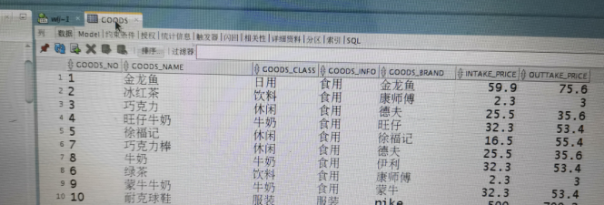 wj~1 GOODS
列 数据 Model 约束条件 授权 统计信息 触发器 闪回 相关性 详细资料 分区 索引 SQL
排序.. 过滤器
GOODS_NO GOODS_NAME GOODS_CLASS GOODS_INFO GOODS_BRAND INTAKE_PRICE OUTTAKE_PRICE
1 1 金龙鱼 日用 食用 金龙鱼 59.9 75.6
2 2 冰红茶 饮料 食用 康师傅 2.3 3
3 3 巧克力 休闲 食用 德夫 25.5 35.6
4 4 旺仔牛奶 牛奶 食用 旺仔 32.3 53.4
5 5 徐福记 休闲 食用 徐福记 16.5 55.4
6 7 巧克力棒 休闲 食用 德夫 25.5 35.6
7 8 牛奶 牛奶 食用 伊利 32.3 53.4
8 6 绿茶 饮料 食用 康师傅 2.3 3
9 9 蒙牛牛奶 牛奶 食用 蒙牛 32.3 53.4
10 10 耐克球鞋 服装 服装 nike